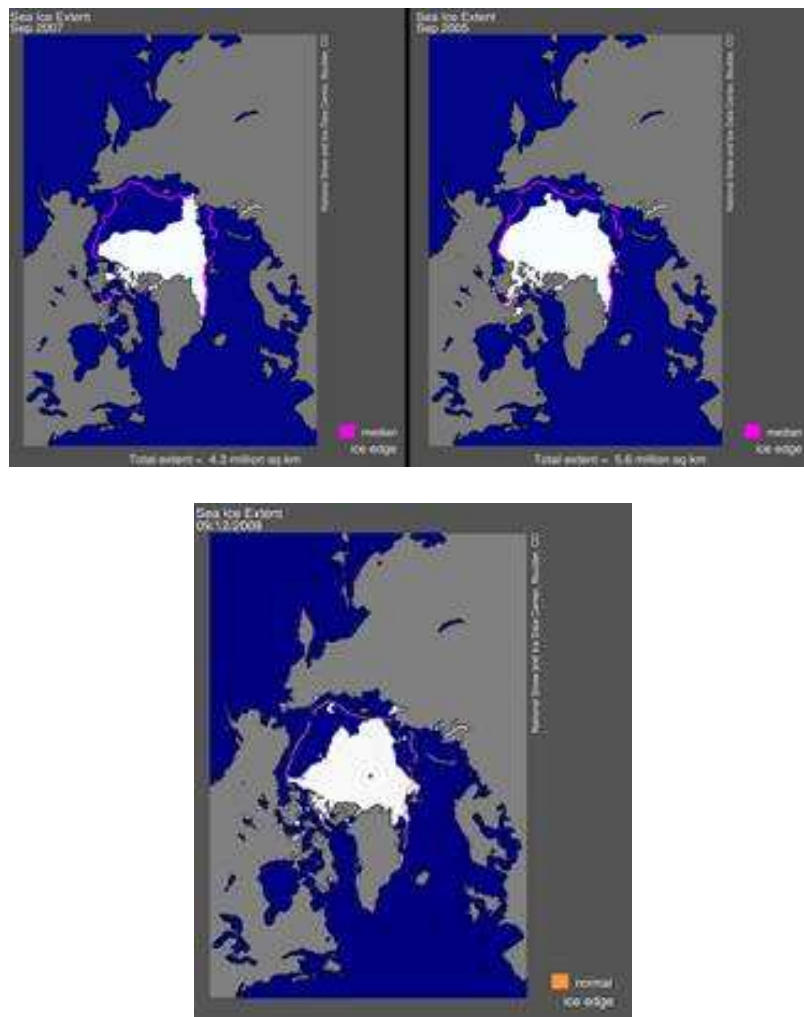 Sea Ice Extent
Sep 2007
National Snow and Ice Data Center, Boulder, CO
median
ice edge
Total extent = 4.3 million sq km
Sea Ice Extent
Sep 2005
National Snow and Ice Data Center, Boulder, CO
median
ice edge
Total extent = 5.6 million sq km
Sea Ice Extent
National Snow and Ice Data Center, Boulder, CO
normal
ice edge